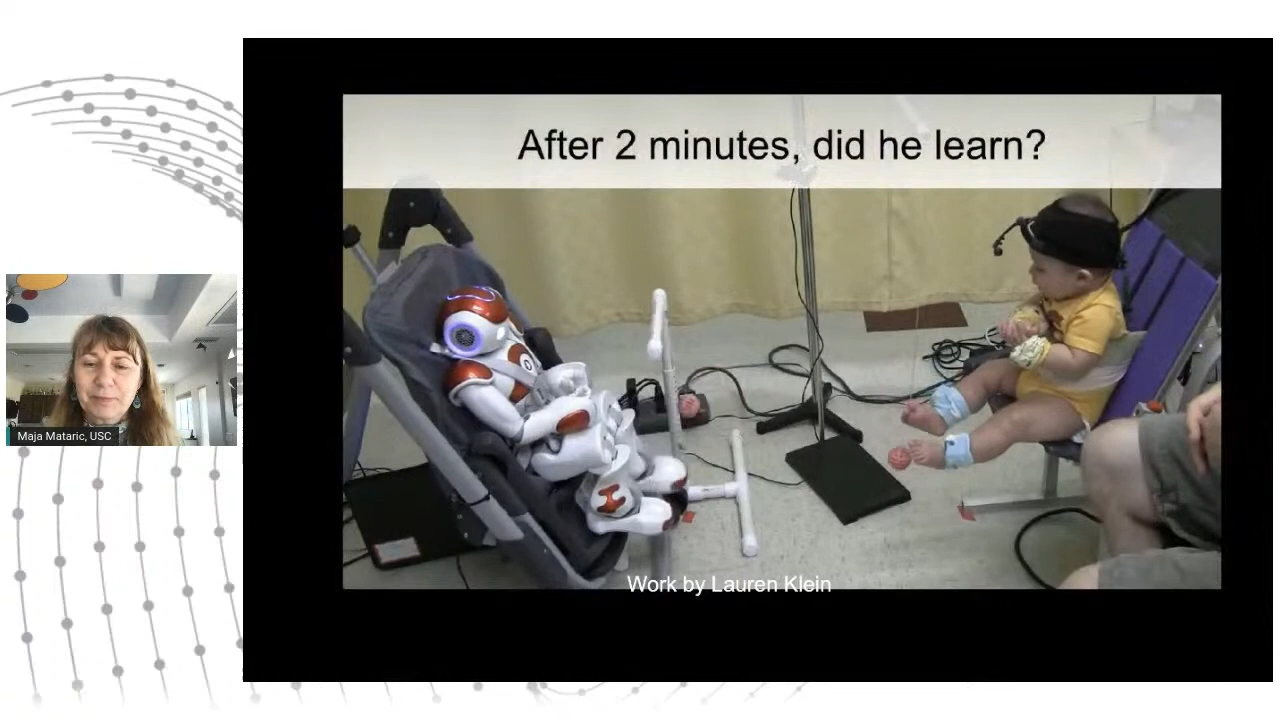 After 2 minutes, did he learn?
Maja Mataric, USC
Work by Lauren Klein